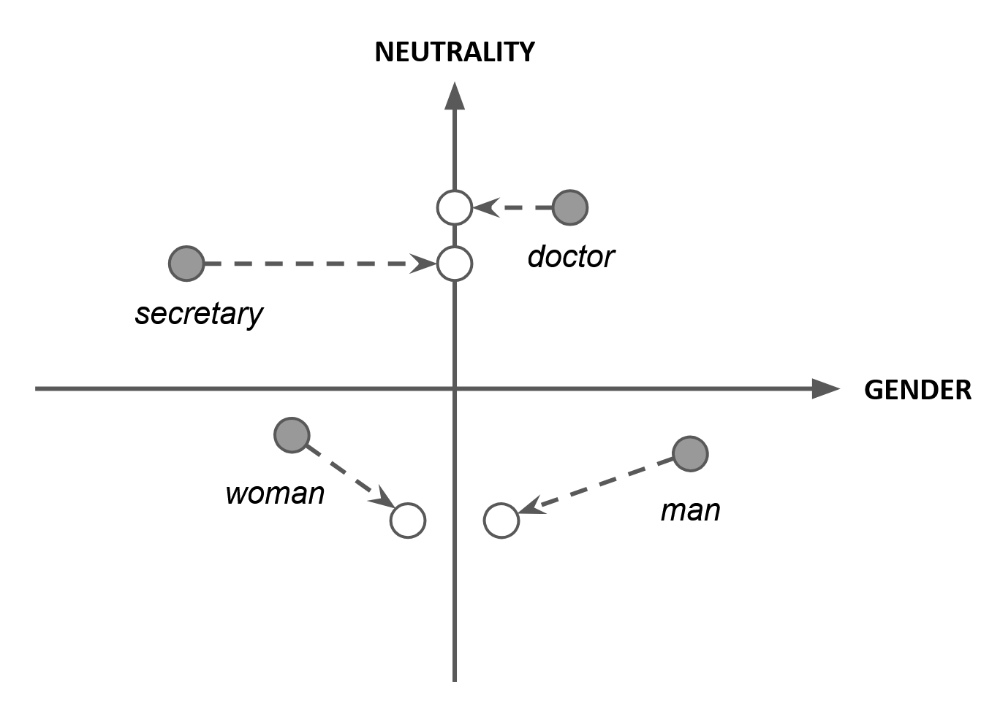 NEUTRALITY
doctor
secretary
GENDER
woman
man